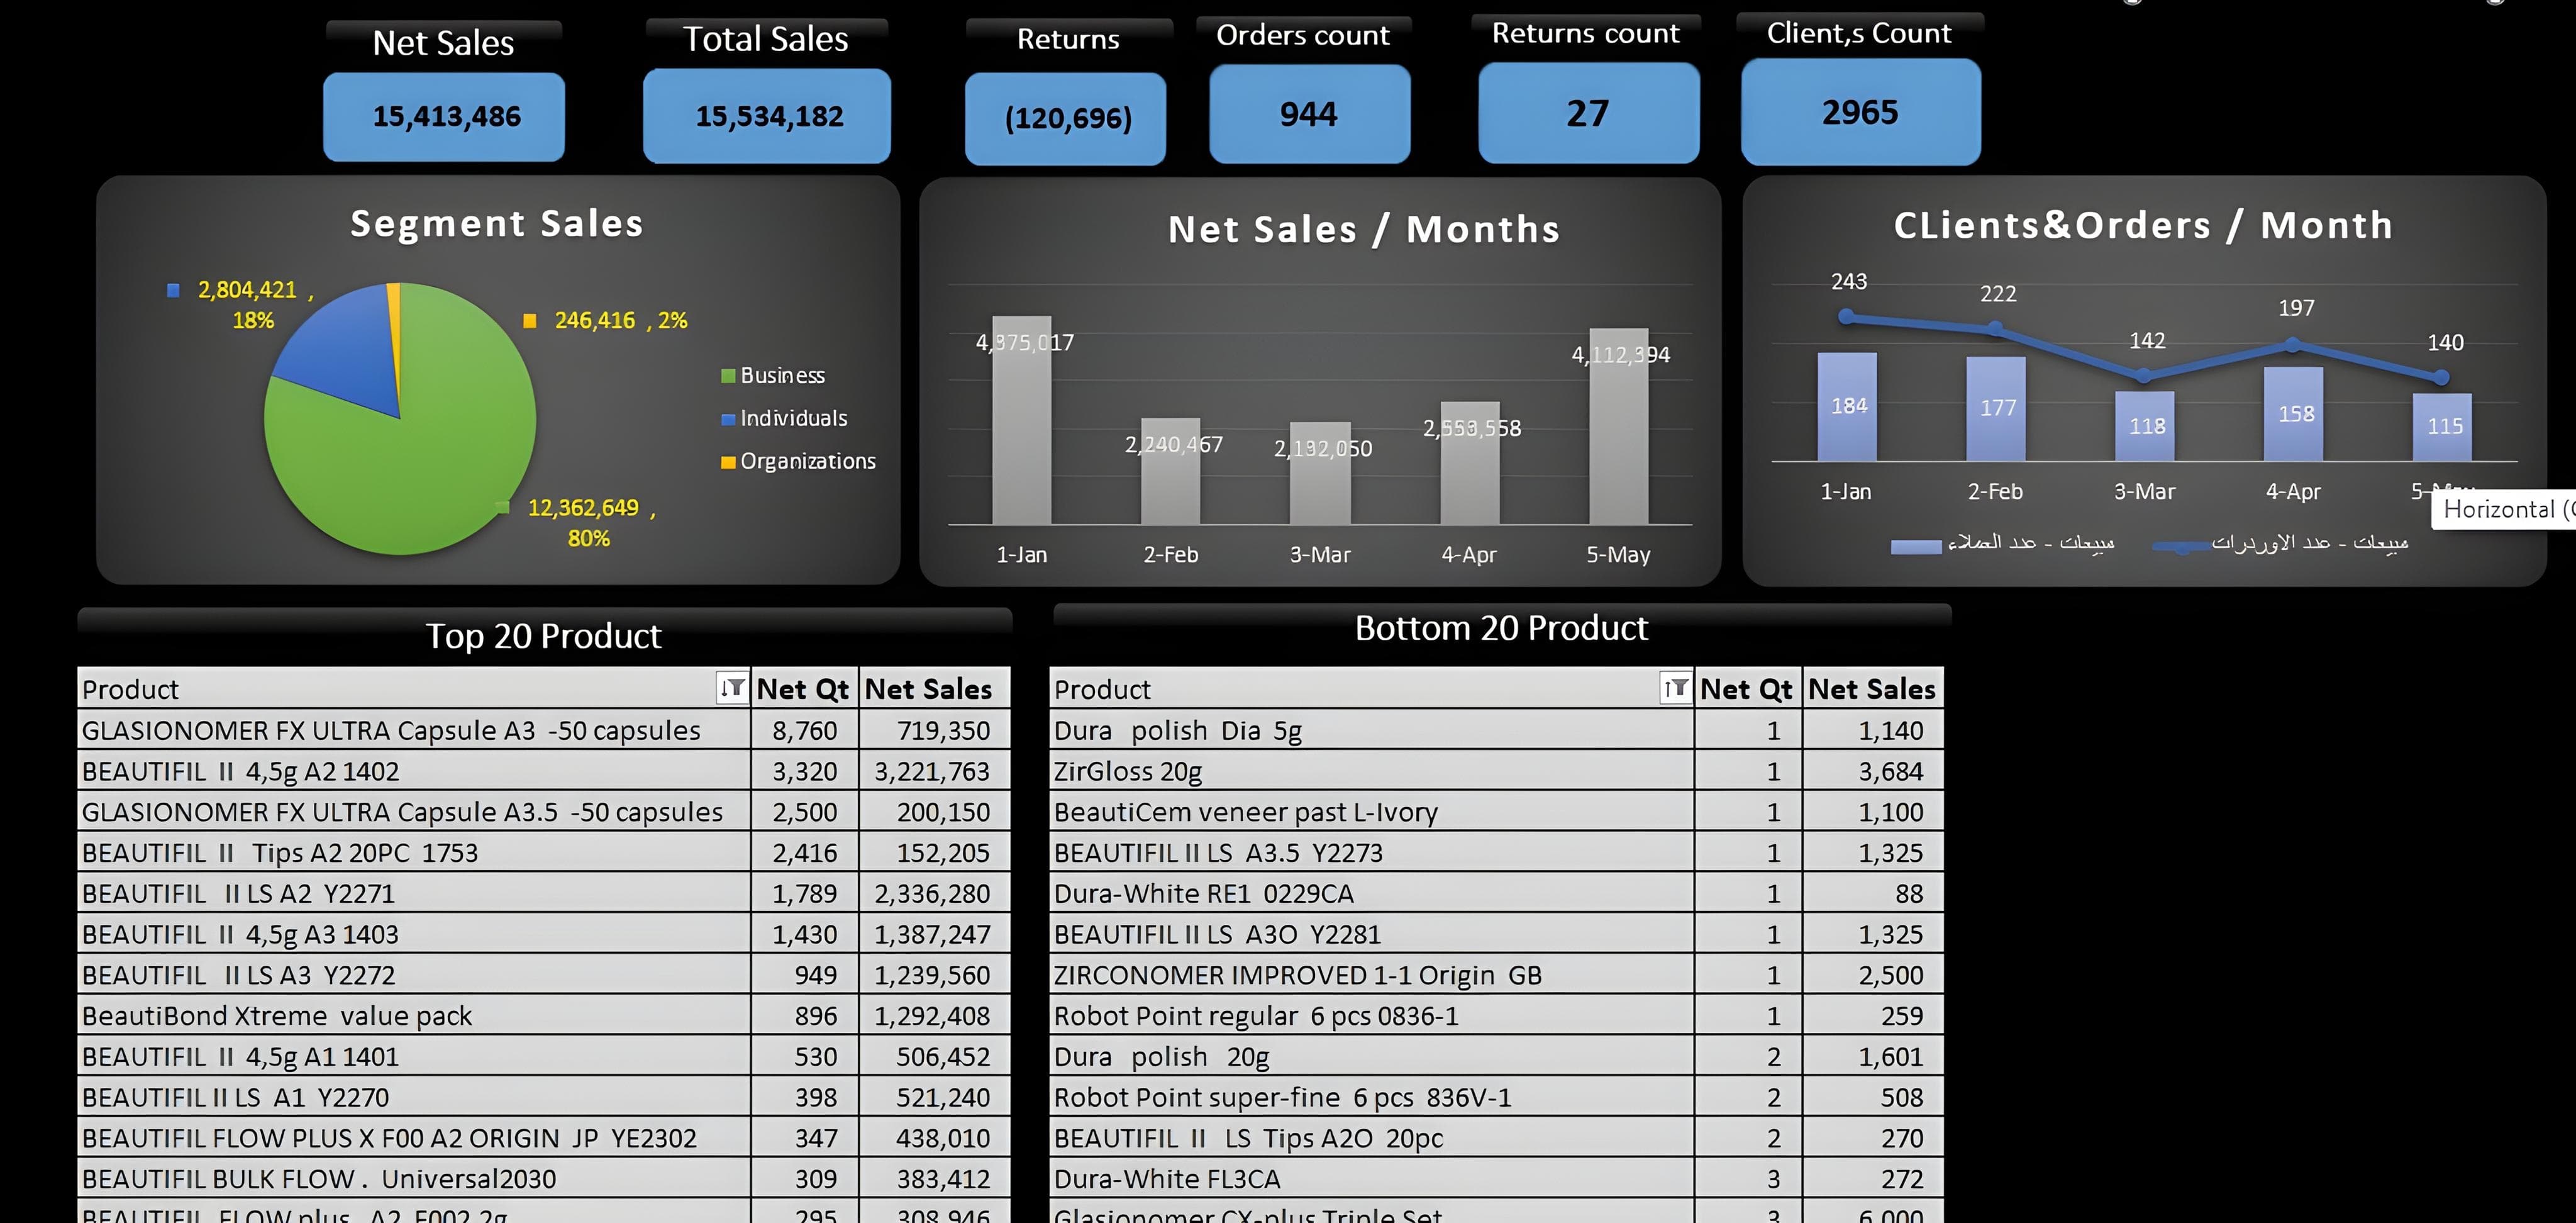 Net Sales
15,413,486
Total Sales
15,534,182
Returns
(120,696)
Orders count
944
Returns count
27
Client,s Count
2965
Segment Sales
2,804,421 ,
18%
246,416 , 2%
12,362,649 ,
80%
Business
Individuals
Organizations
Net Sales / Months
4,375,017
2,240,467
2,132,050
2,553,558
4,112,394
1-Jan
2-Feb
3-Mar
4-Apr
5-May
CLients&Orders / Month
243
222
142
197
140
184
177
118
158
115
1-Jan
2-Feb
3-Mar
4-Apr
Horizontal
مبيعات - عدد العملاء
مبيعات - عدد الاوردرات
Top 20 Product
Product Net Qt Net Sales
GLASIONOMER FX ULTRA Capsule A3 -50 capsules 8,760 719,350
BEAUTIFIL II 4,5g A2 1402 3,320 3,221,763
GLASIONOMER FX ULTRA Capsule A3.5 -50 capsules 2,500 200,150
BEAUTIFIL II Tips A2 20PC 1753 2,416 152,205
BEAUTIFIL II LS A2 Y2271 1,789 2,336,280
BEAUTIFIL II 4,5g A3 1403 1,430 1,387,247
BEAUTIFIL II LS A3 Y2272 949 1,239,560
BeautiBond Xtreme value pack 896 1,292,408
BEAUTIFIL II 4,5g A1 1401 530 506,452
BEAUTIFIL II LS A1 Y2270 398 521,240
BEAUTIFIL FLOW PLUS X F00 A2 ORIGIN JP YE2302 347 438,010
BEAUTIFIL BULK FLOW . Universal2030 309 383,412
BEAUTIFIL FLOW plus A2 F002 2g 295 308,946
Bottom 20 Product
Product Net Qt Net Sales
Dura polish Dia 5g 1 1,140
ZirGloss 20g 1 3,684
BeautiCem veneer past L-Ivory 1 1,100
BEAUTIFIL II LS A3.5 Y2273 1 1,325
Dura-White RE1 0229CA 1 88
BEAUTIFIL II LS A3O Y2281 1 1,325
ZIRCONOMER IMPROVED 1-1 Origin GB 1 2,500
Robot Point regular 6 pcs 0836-1 1 259
Dura polish 20g 2 1,601
Robot Point super-fine 6 pcs 836V-1 2 508
BEAUTIFIL II LS Tips A2O 20pc 2 270
Dura-White FL3CA 3 272
Glasionomer CX-plus Triple Set 3 6,000